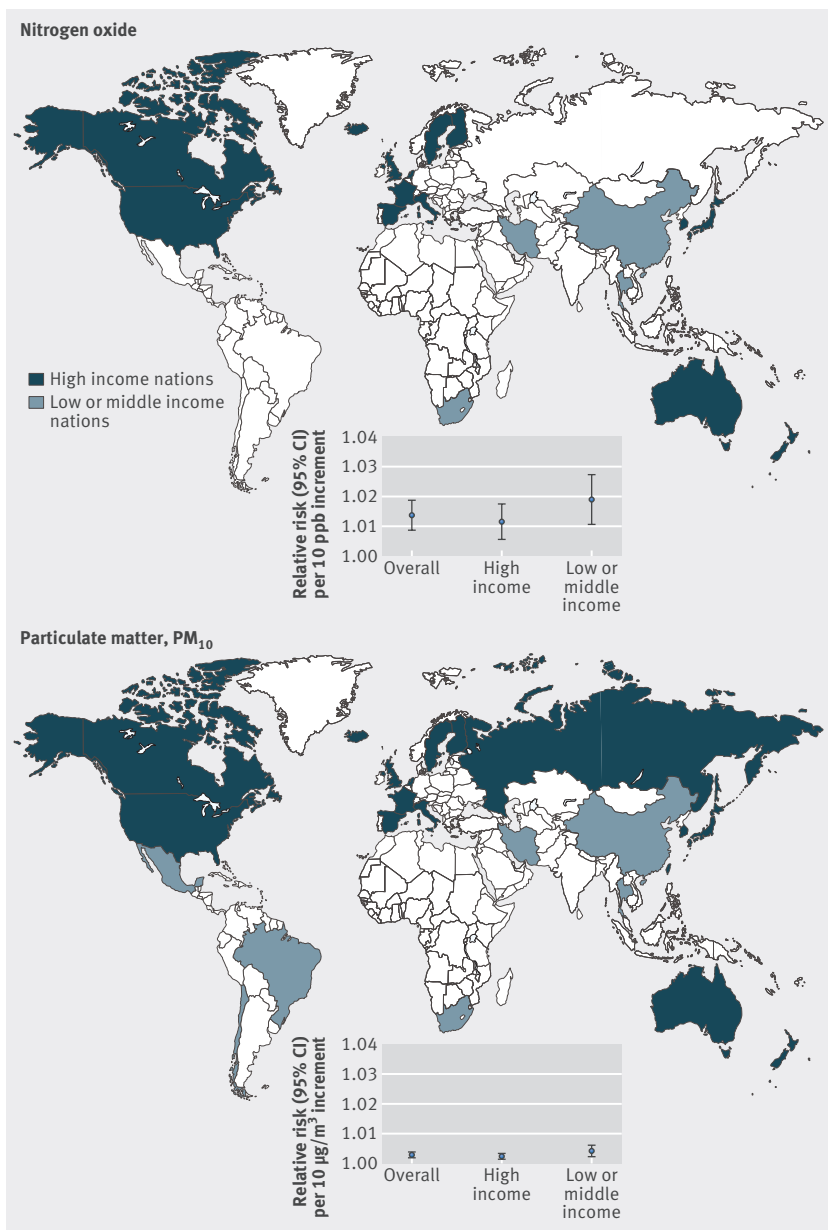 Nitrogen oxide
High income nations
Low or middle income
nations
Relative risk (95% CI)
per 10 ppb increment
1.04
1.03
1.02
1.01
1.00
Overall
High
income
Low or
middle
income
Particulate matter, PM₁₀
Relative risk (95% CI)
per 10 µg/m³ increment
1.04
1.03
1.02
1.01
1.00
Overall
High
income
Low or
middle
income